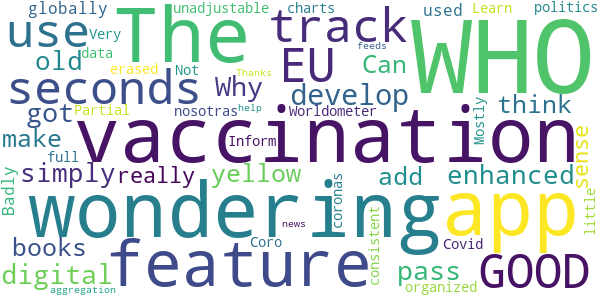 globally unadjustable charts used Learn politics
use Very The track WHO
old data erased Not EU Can
seconds Why develop
got Partial nosotras Worldometer think
make vaccination Mostly sense
full Inform help Thanks feeds
simply really yellow coronas add enhanced
Badly wondering app little
books feature Coro news consistent Covid
digital pass GOOD
aggregation organized